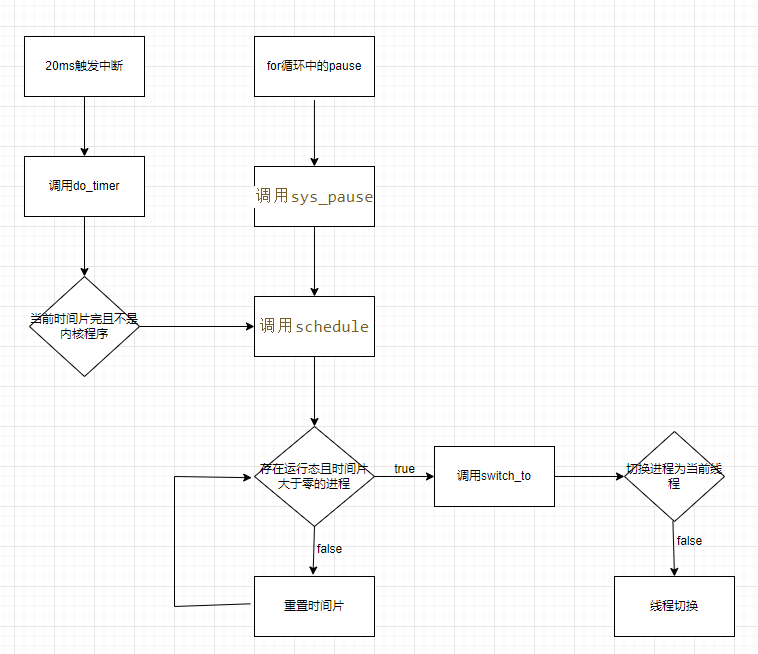 20ms触发中断
for循环中的pause
调用do_timer
调用sys_pause
当前时间片完且不是
内核程序
调用schedule
存在运行态且时间片
大于零的进程
true
调用switch_to
切换进程为当前线
程
false
false
重置时间片
线程切换